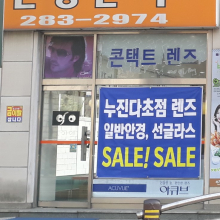 283-2974
콘택트 렌즈
누진다초점 렌즈
일반안경, 선글라스
SALE! SALE
ACUVUE
아큐브